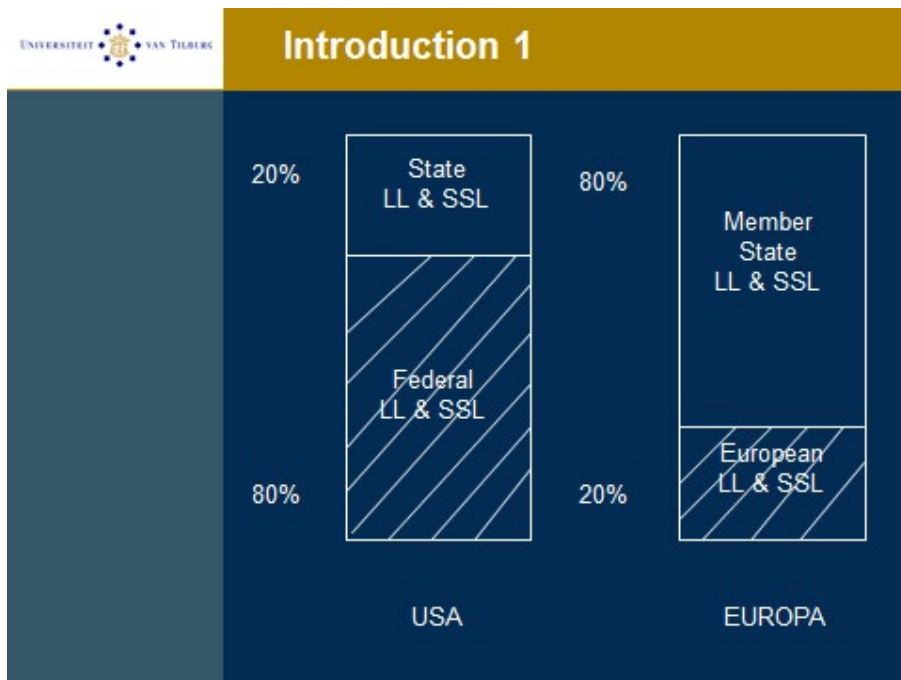 UNIVERSITEIT VAN TILBURG
Introduction 1
20%
State
LL & SSL
Federal
LL & SSL
80%
80%
Member
State
LL & SSL
European
LL & SSL
20%
USA
EUROPA